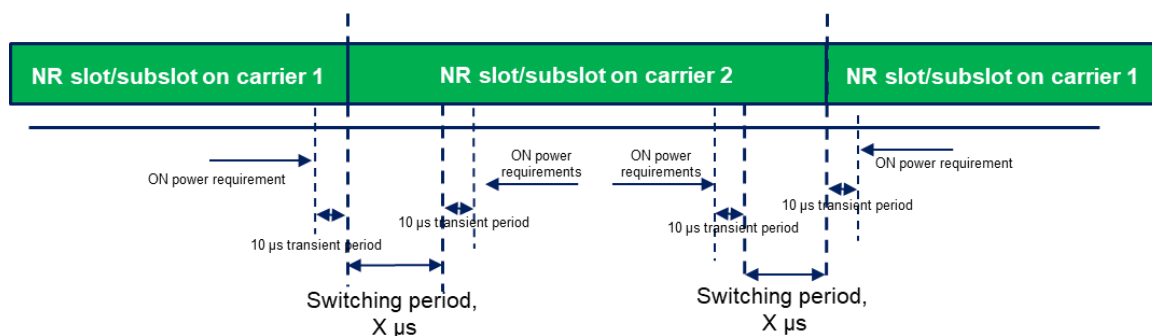 NR slot/subslot on carrier 1
NR slot/subslot on carrier 2
NR slot/subslot on carrier 1
ON power requirement
ON power
requirements
ON power
requirements
ON power requirement
10 µs transient period
10 µs transient period
10 µs transient period
10 µs transient period
Switching period,
X µs
Switching period,
X µs